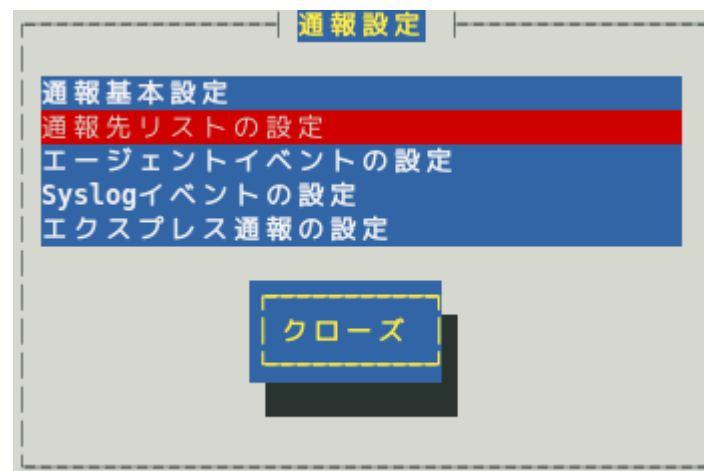 通報設定
通報基本設定
通報先リストの設定
エージェントイベントの設定
Syslogイベントの設定
エクスプレス通報の設定
クローズ